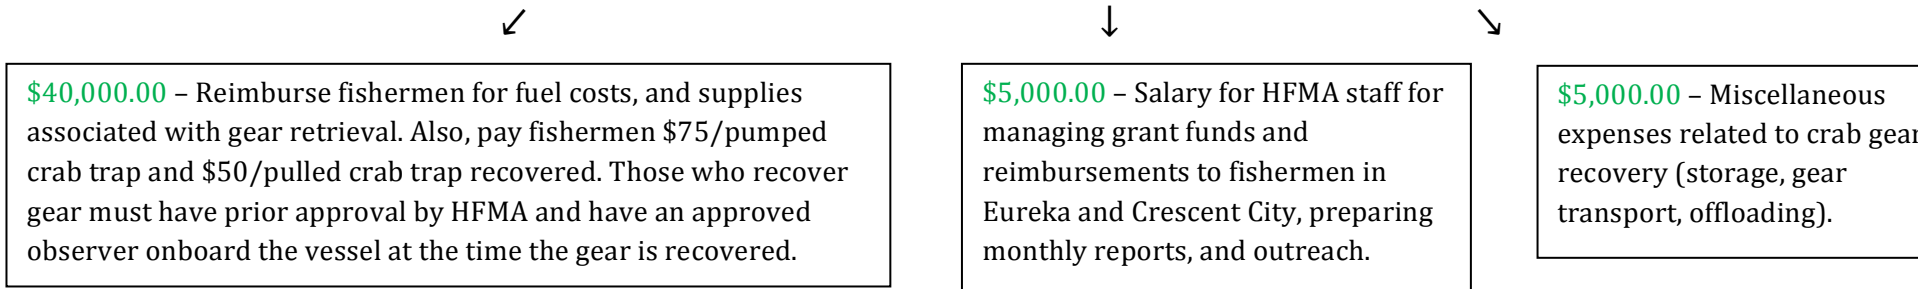 $40,000.00 – Reimburse fishermen for fuel costs, and supplies
associated with gear retrieval. Also, pay fishermen $75/pumped
crab trap and $50/pulled crab trap recovered. Those who recover
gear must have prior approval by HFMA and have an approved
observer onboard the vessel at the time the gear is recovered.
$5,000.00 – Salary for HFMA staff for
managing grant funds and
reimbursements to fishermen in
Eureka and Crescent City, preparing
monthly reports, and outreach.
$5,000.00 – Miscellaneous
expenses related to crab gear
recovery (storage, gear
transport, offloading).